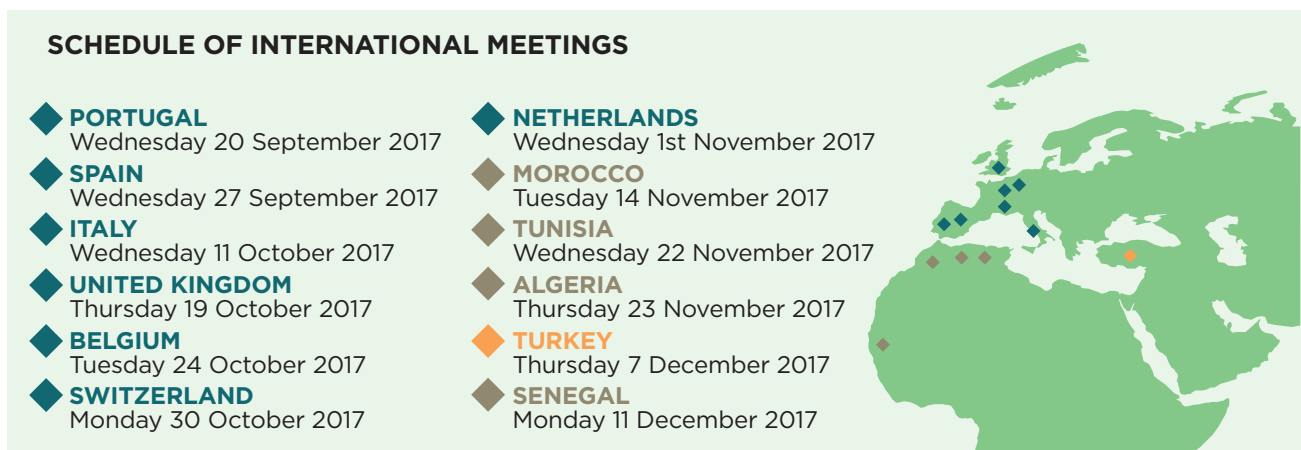 SCHEDULE OF INTERNATIONAL MEETINGS
PORTUGAL
Wednesday 20 September 2017
SPAIN
Wednesday 27 September 2017
ITALY
Wednesday 11 October 2017
UNITED KINGDOM
Thursday 19 October 2017
BELGIUM
Tuesday 24 October 2017
SWITZERLAND
Monday 30 October 2017
NETHERLANDS
Wednesday 1st November 2017
MOROCCO
Tuesday 14 November 2017
TUNISIA
Wednesday 22 November 2017
ALGERIA
Thursday 23 November 2017
TURKEY
Thursday 7 December 2017
SENEGAL
Monday 11 December 2017